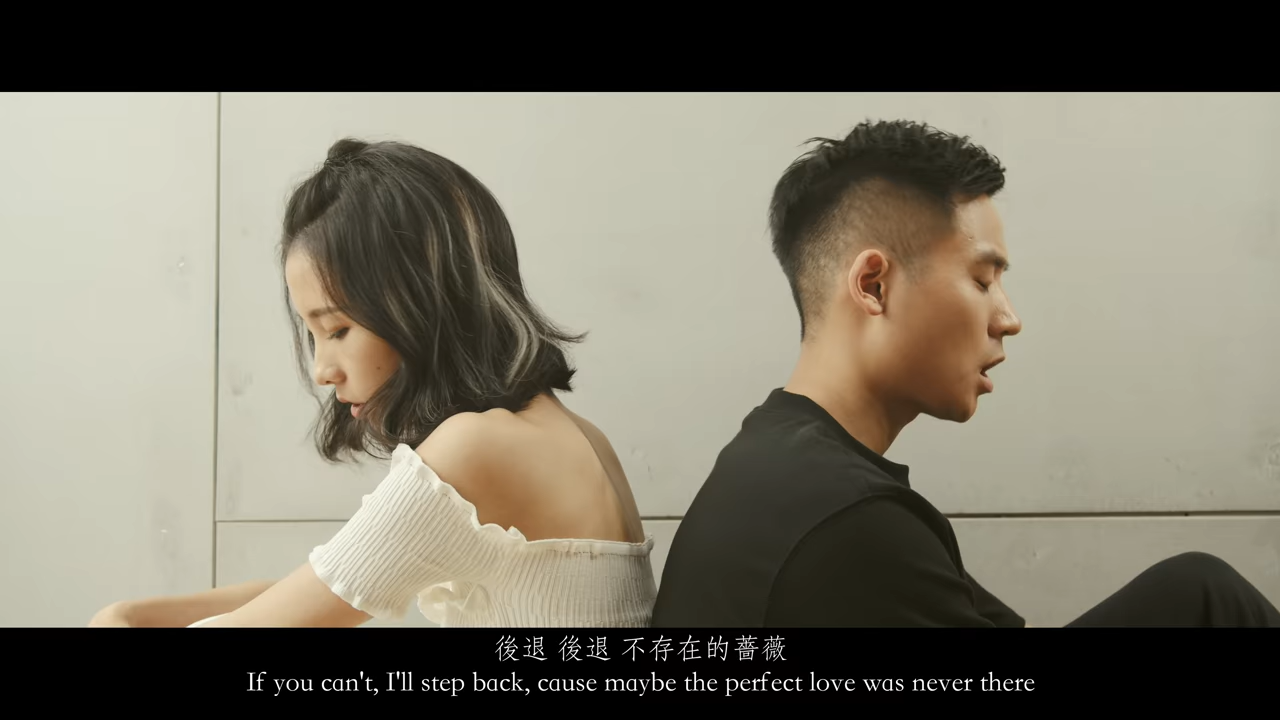 後退 後退 不存在的薔薇
If you can't, I'll step back, cause maybe the perfect love was never there